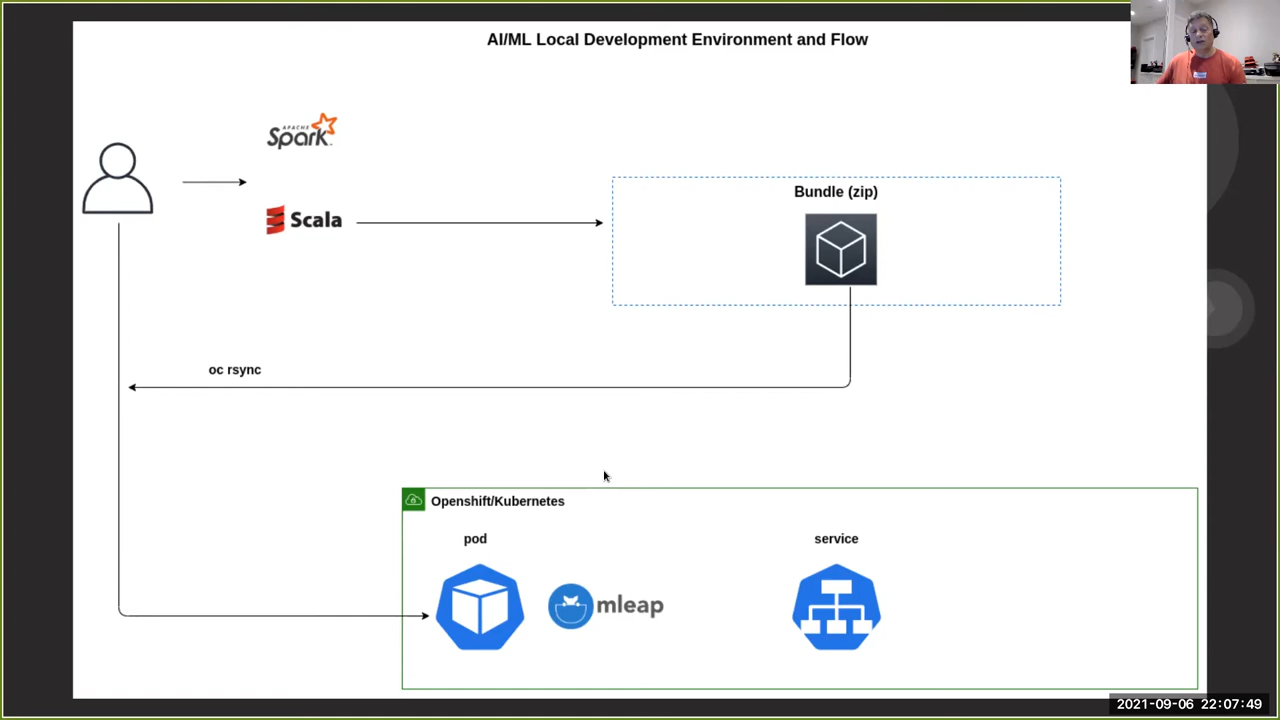 AI/ML Local Development Environment and Flow
APACHE
Spark
Scala
Bundle (zip)
oc rsync
Openshift/Kubernetes
pod
service
mleap
2021-09-06 22:07:49